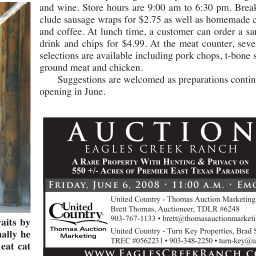 and wine. Store hours are 9:00 am to 6:30 pm. Break
clude sausage wraps for $2.75 as well as homemade c
and coffee. At lunch time, a customer can order a sa
drink and chips for $4.99. At the meat counter, seve
selections are available including pork chops, t-bone s
ground meat and chicken.
Suggestions are welcomed as preparations contin
opening in June.
aits by
ally he
eat cat
AUCTION
EAGLES CREEK RANCH
A RARE PROPERTY WITH HUNTING & PRIVACY ON
550 +/- ACRES OF PREMIER EAST TEXAS PARADISE
FRIDAY, JUNE 6, 2008 · 11:00 A.M. · EMO
United Country
Thomas Auction Marketing
United Country - Thomas Auction Marketing
Brett Thomas, Auctioneer, TDLR #6248
903-767-1133 • brett@thomasauctionmarketi
United Country - Turn Key Properties, Brad S
TREC #0562231 • 903-348-2250 • turn-key@u
WWW.EAGLESCREEKRANCH.CO